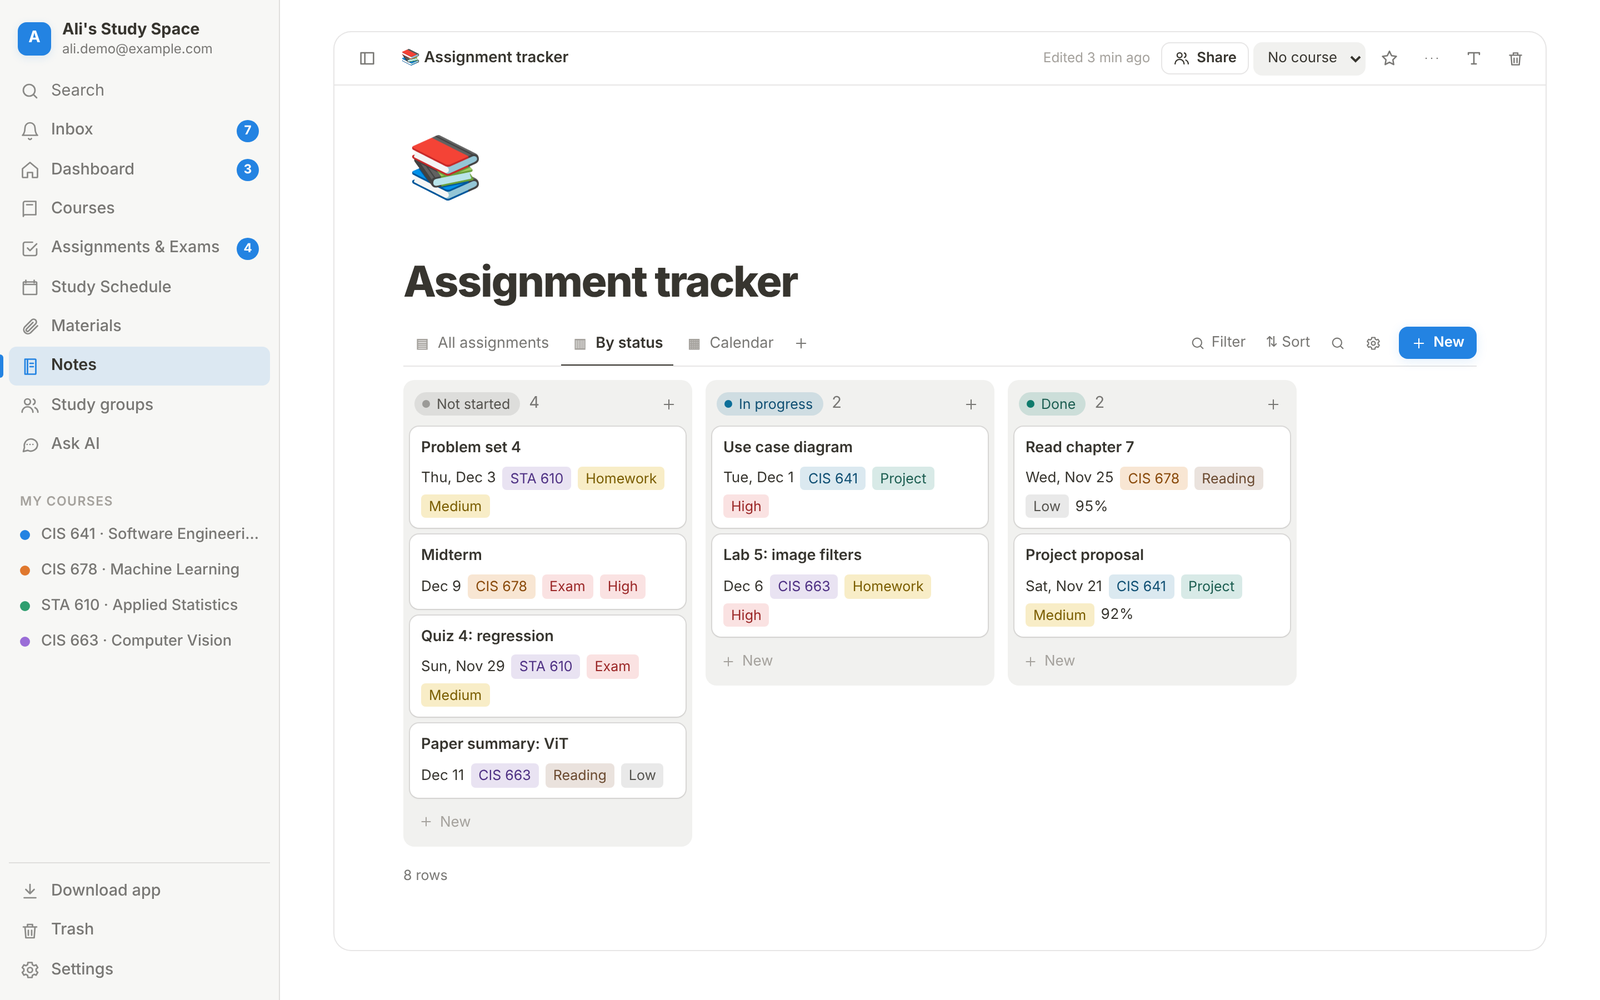 A
Ali's Study Space
ali.demo@example.com
Search
Inbox 7
Dashboard 3
Courses
Assignments & Exams 4
Study Schedule
Materials
Notes
Study groups
Ask AI
MY COURSES
CIS 641 · Software Engineeri...
CIS 678 · Machine Learning
STA 610 · Applied Statistics
CIS 663 · Computer Vision
Download app
Trash
Settings
Assignment tracker
Edited 3 min ago
Share
No course
Assignment tracker
All assignments
By status
Calendar
Filter
Sort
New
Not started 4
Problem set 4
Thu, Dec 3 STA 610 Homework
Medium
Midterm
Dec 9 CIS 678 Exam High
Quiz 4: regression
Sun, Nov 29 STA 610 Exam
Medium
Paper summary: ViT
Dec 11 CIS 663 Reading Low
+ New
In progress 2
Use case diagram
Tue, Dec 1 CIS 641 Project
High
Lab 5: image filters
Dec 6 CIS 663 Homework
High
+ New
Done 2
Read chapter 7
Wed, Nov 25 CIS 678 Reading
Low 95%
Project proposal
Sat, Nov 21 CIS 641 Project
Medium 92%
+ New
8 rows